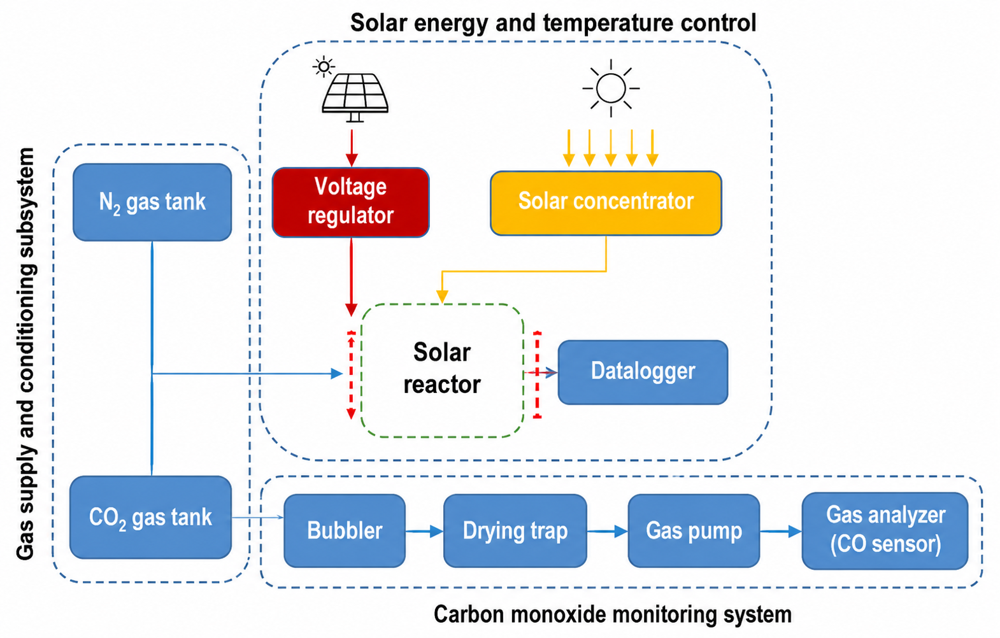 Solar energy and temperature control
Gas supply and conditioning subsystem
N₂ gas tank
Voltage
regulator
Solar concentrator
Solar
reactor
Datalogger
CO₂ gas tank
Bubbler
Drying trap
Gas pump
Gas analyzer
(CO sensor)
Carbon monoxide monitoring system